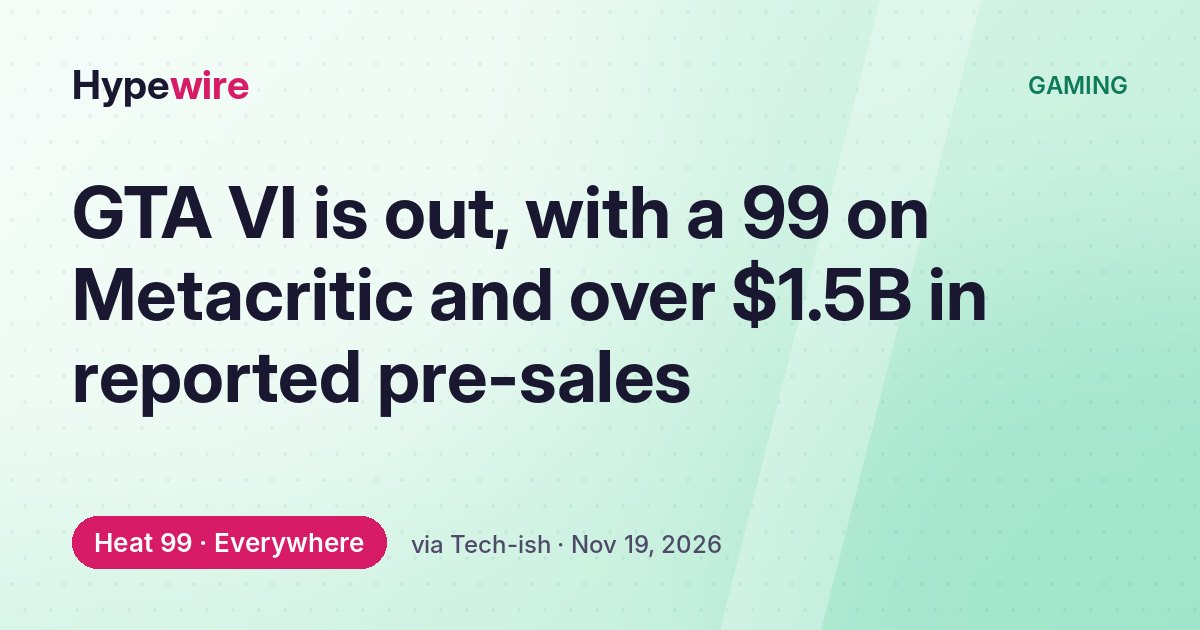 Hypewire
GAMING
GTA VI is out, with a 99 on
Metacritic and over $1.5B in
reported pre-sales
Heat 99 · Everywhere
via Tech-ish · Nov 19, 2026